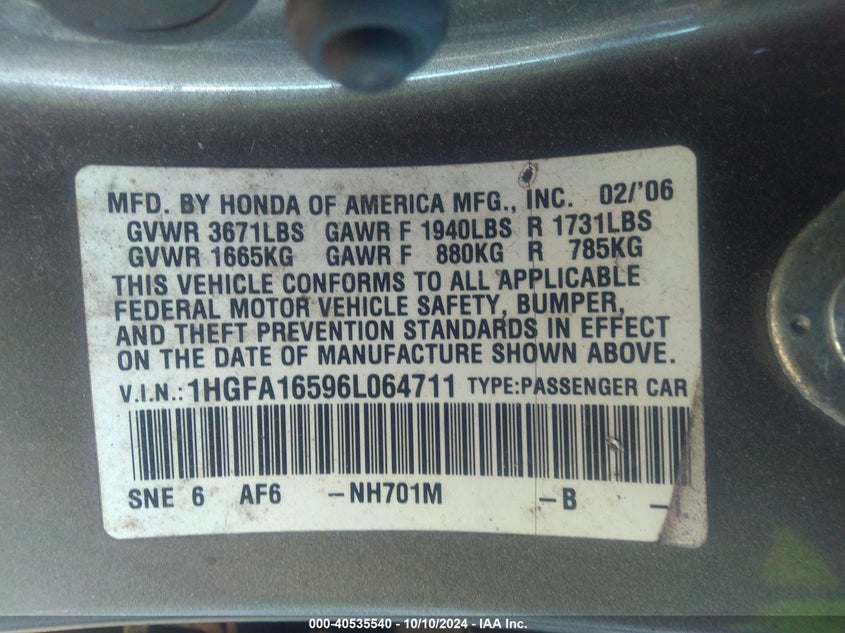 MFD. BY HONDA OF AMERICA MFG., INC. 02/'06
GVWR 3671LBS GAWR F 1940LBS R 1731LBS
GVWR 1665KG GAWR F 880KG R 785KG
THIS VEHICLE CONFORMS TO ALL APPLICABLE
FEDERAL MOTOR VEHICLE SAFETY, BUMPER,
AND THEFT PREVENTION STANDARDS IN EFFECT
ON THE DATE OF MANUFACTURE SHOWN ABOVE.
V.I.N.: 1HGFA16596L064711 TYPE:PASSENGER CAR
SNE 6 AF6 –NH701M –B –
000-40535540 - 10/10/2024 - IAA Inc.